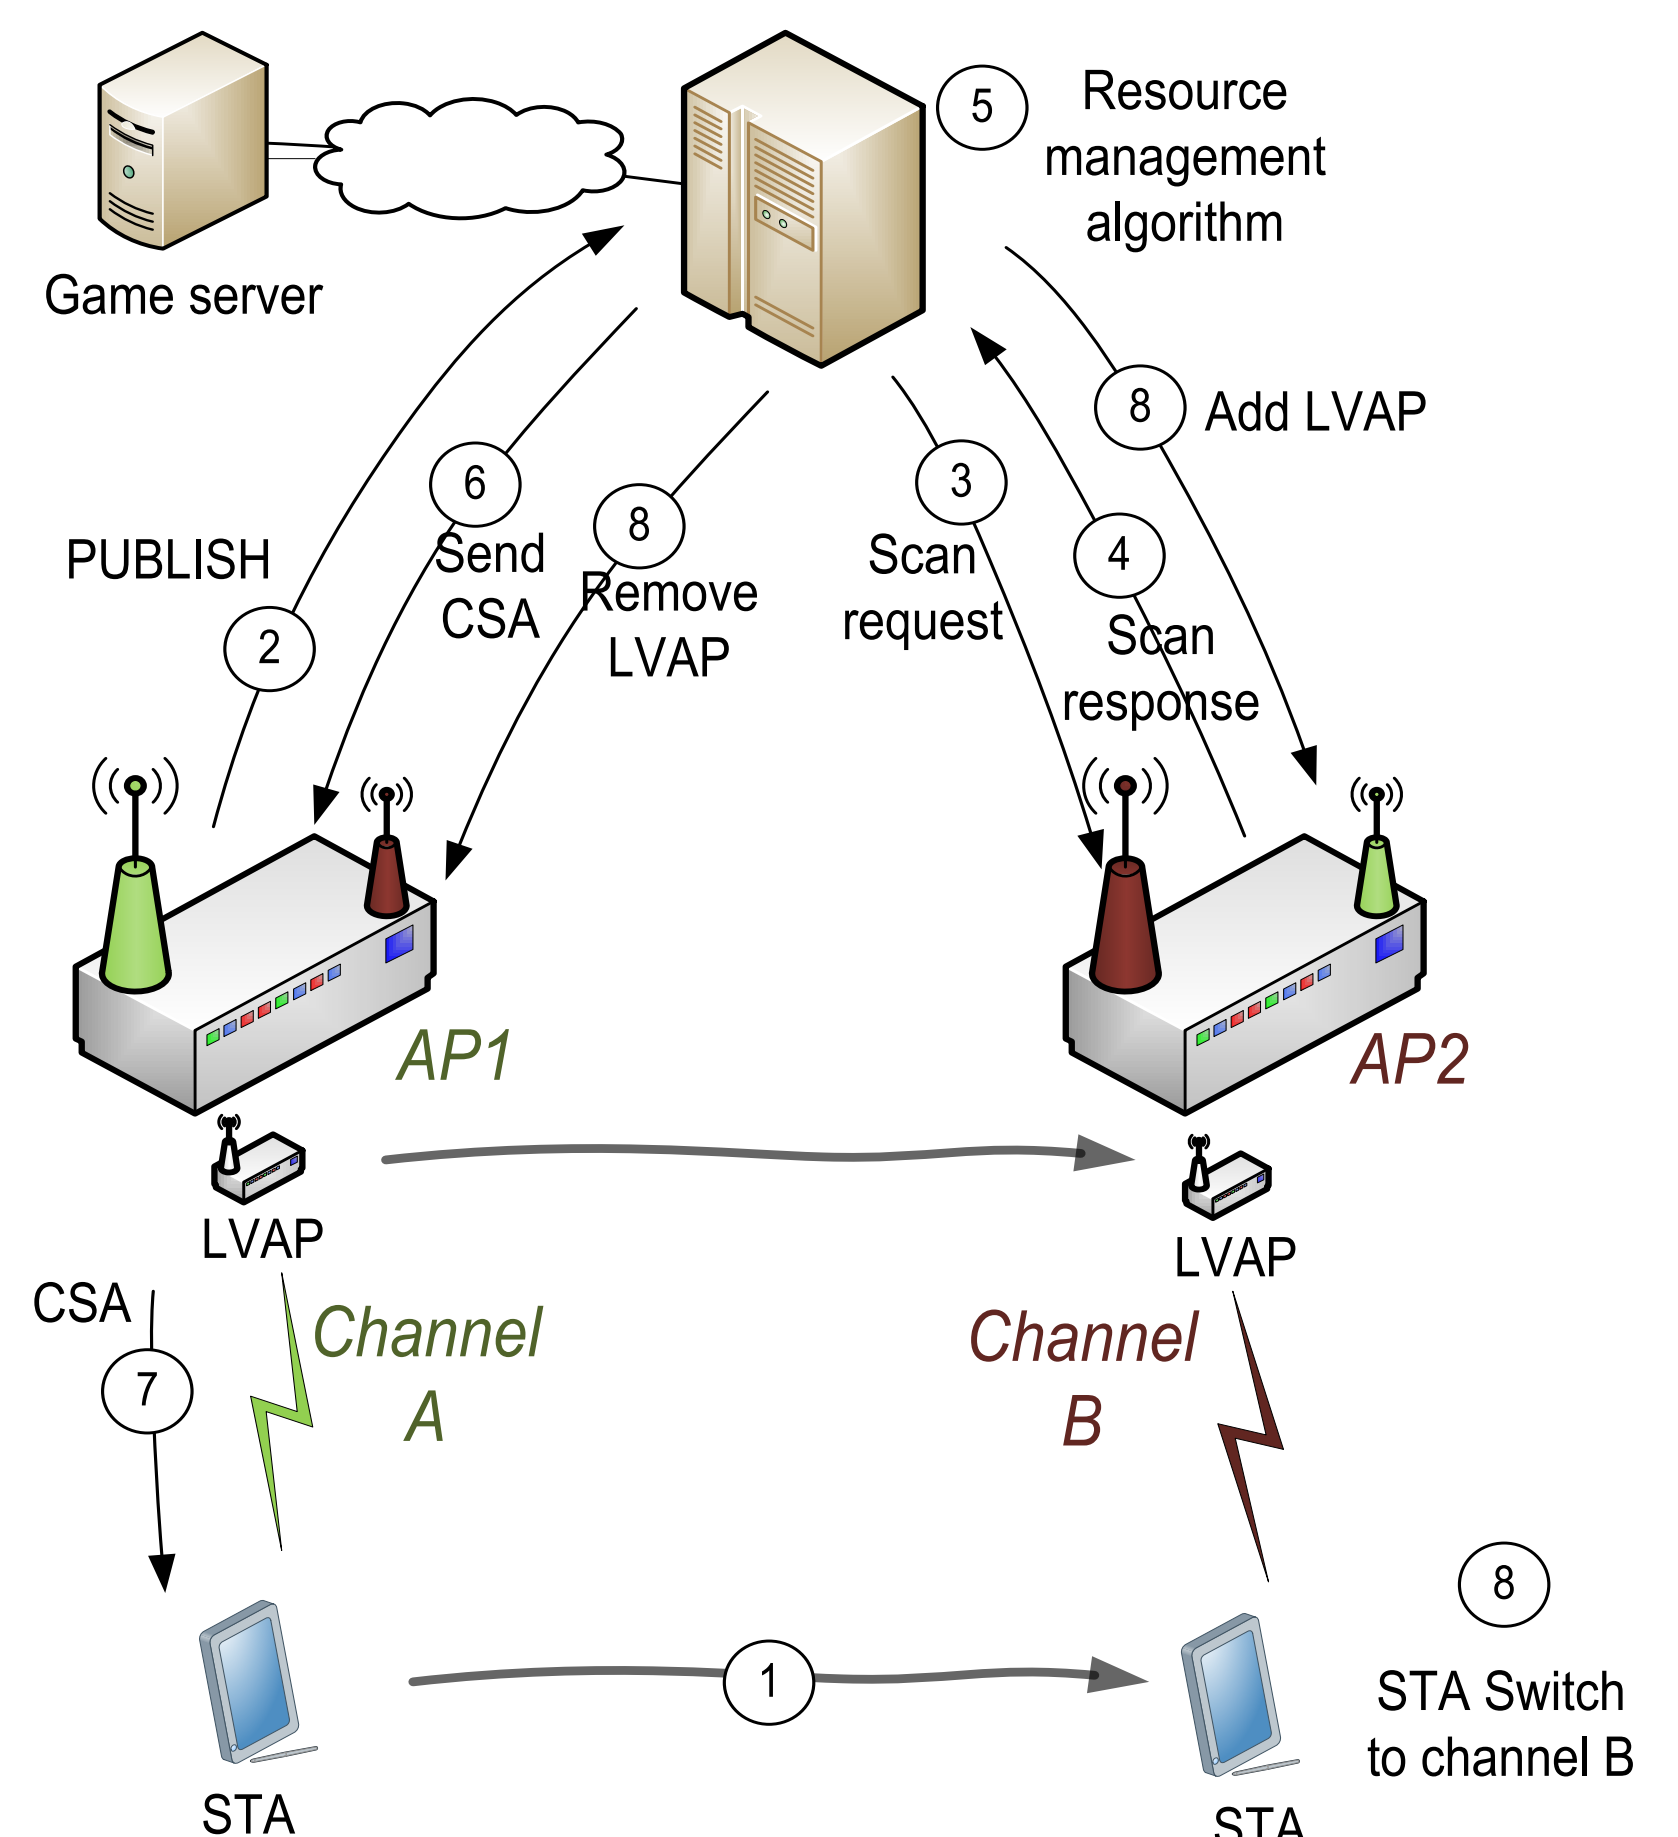 5
Resource
management
algorithm
Game server
8
Add LVAP
6
Send
CSA
3
Scan
request
8
Remove
LVAP
4
Scan
response
PUBLISH
2
AP1
AP2
LVAP
LVAP
CSA
7
Channel
A
Channel
B
1
8
STA Switch
to channel B
STA
STA